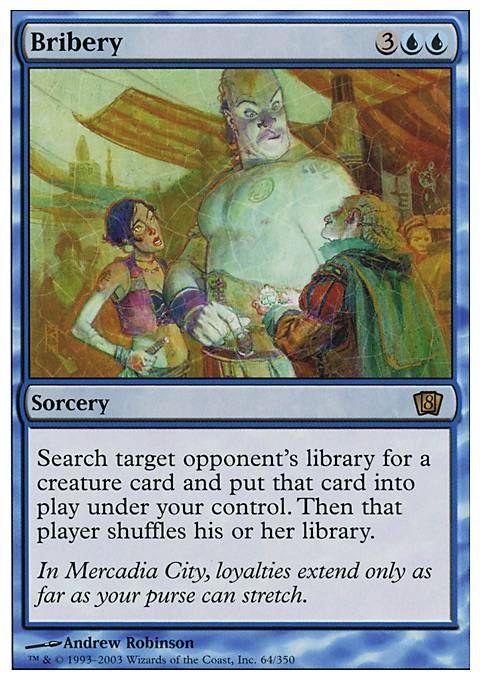 Bribery 3
Sorcery 8
Search target opponent's library for a
creature card and put that card into
play under your control. Then that
player shuffles his or her library.
In Mercadia City, loyalties extend only as
far as your purse can stretch.
Andrew Robinson
™ & © 1993–2003 Wizards of the Coast, Inc. 64/350